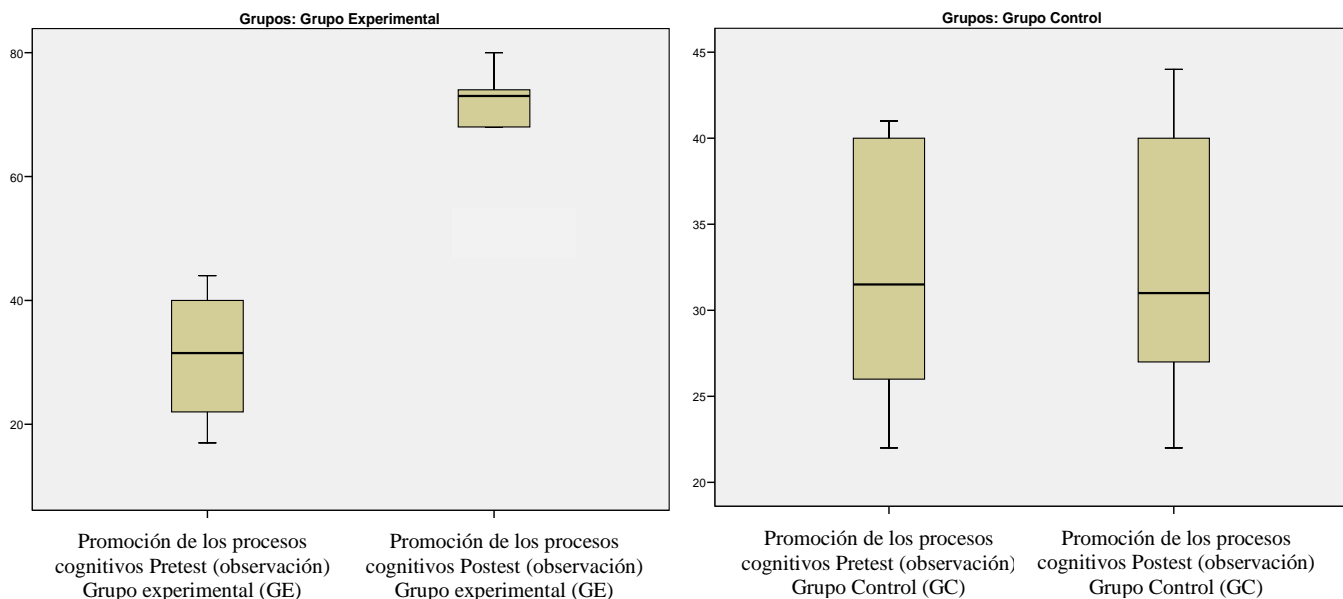 Grupos: Grupo Experimental
80
60
40
20
Promoción de los procesos
cognitivos Pretest (observación)
Grupo experimental (GE)
Promoción de los procesos
cognitivos Postest (observación)
Grupo experimental (GE)
Grupos: Grupo Control
45
40
35
30
25
20
Promoción de los procesos
cognitivos Pretest (observación)
Grupo Control (GC)
Promoción de los procesos
cognitivos Postest (observación)
Grupo Control (GC)